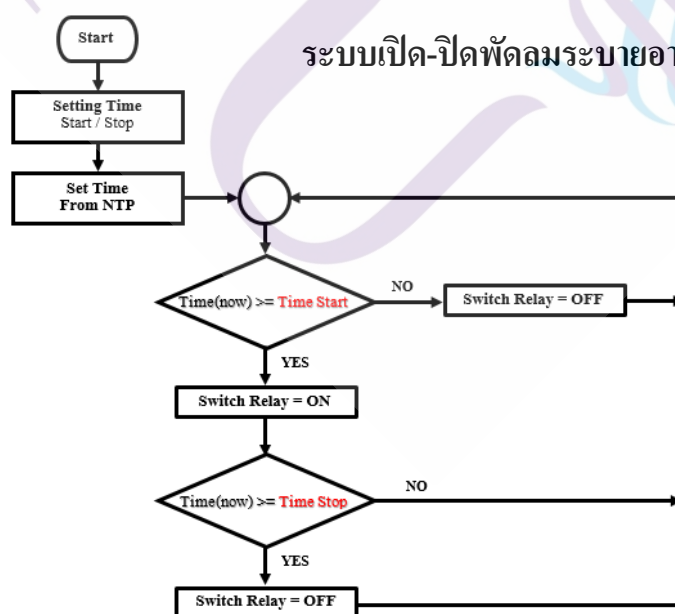 Start
ระบบเปิด-ปิดพัดลมระบายอา
Setting Time
Start / Stop
Set Time
From NTP
Time(now) >= Time Start
NO
Switch Relay = OFF
YES
Switch Relay = ON
Time(now) >= Time Stop
NO
YES
Switch Relay = OFF